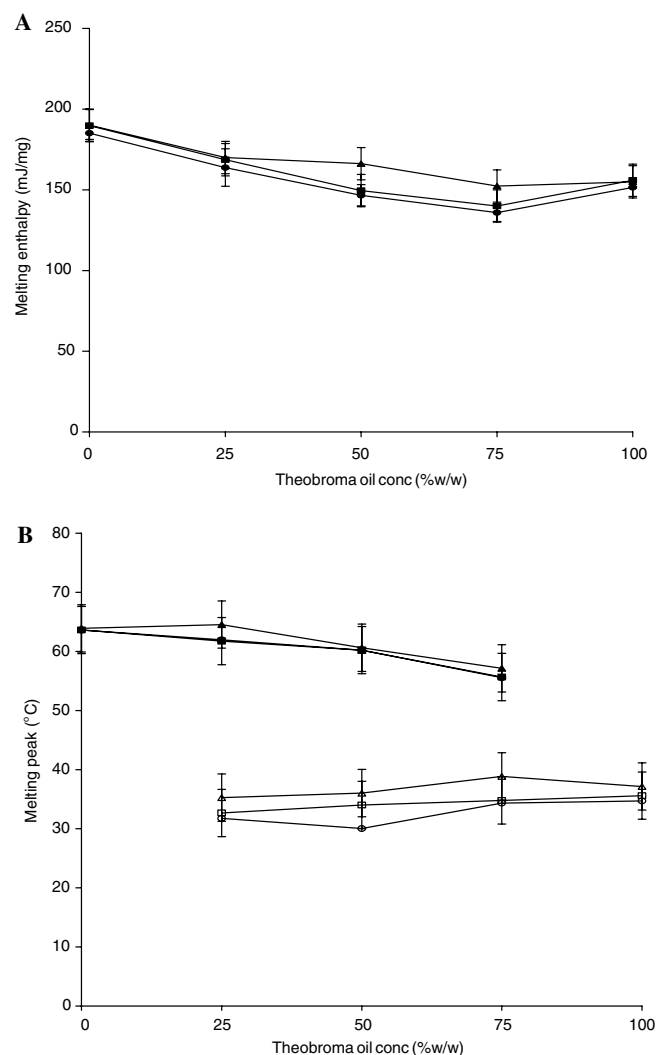 A
Melting enthalpy (mJ/mg)
250
200
150
100
50
0
0 25 50 75 100
Theobroma oil conc (%w/w)
B
Melting peak (°C)
80
70
60
50
40
30
20
10
0
0 25 50 75 100
Theobroma oil conc (%w/w)